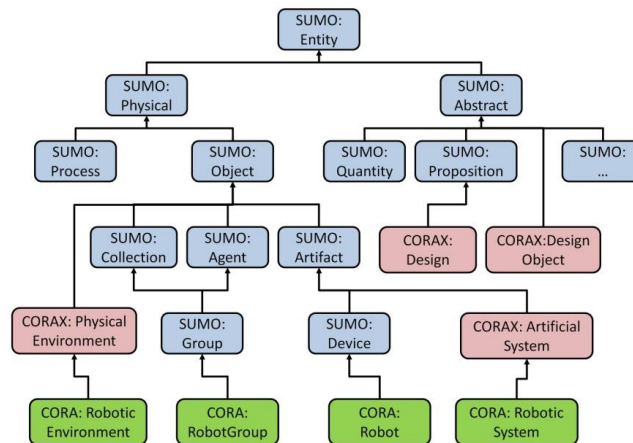 SUMO:
Entity
SUMO:
Physical
SUMO:
Abstract
SUMO:
Process
SUMO:
Object
SUMO:
Quantity
SUMO:
Proposition
SUMO:
...
SUMO:
Collection
SUMO:
Agent
SUMO:
Artifact
CORAX:
Design
CORAX:Design
Object
CORAX: Physical
Environment
SUMO:
Group
SUMO:
Device
CORAX: Artificial
System
CORA: Robotic
Environment
CORA:
RobotGroup
CORA:
Robot
CORA: Robotic
System